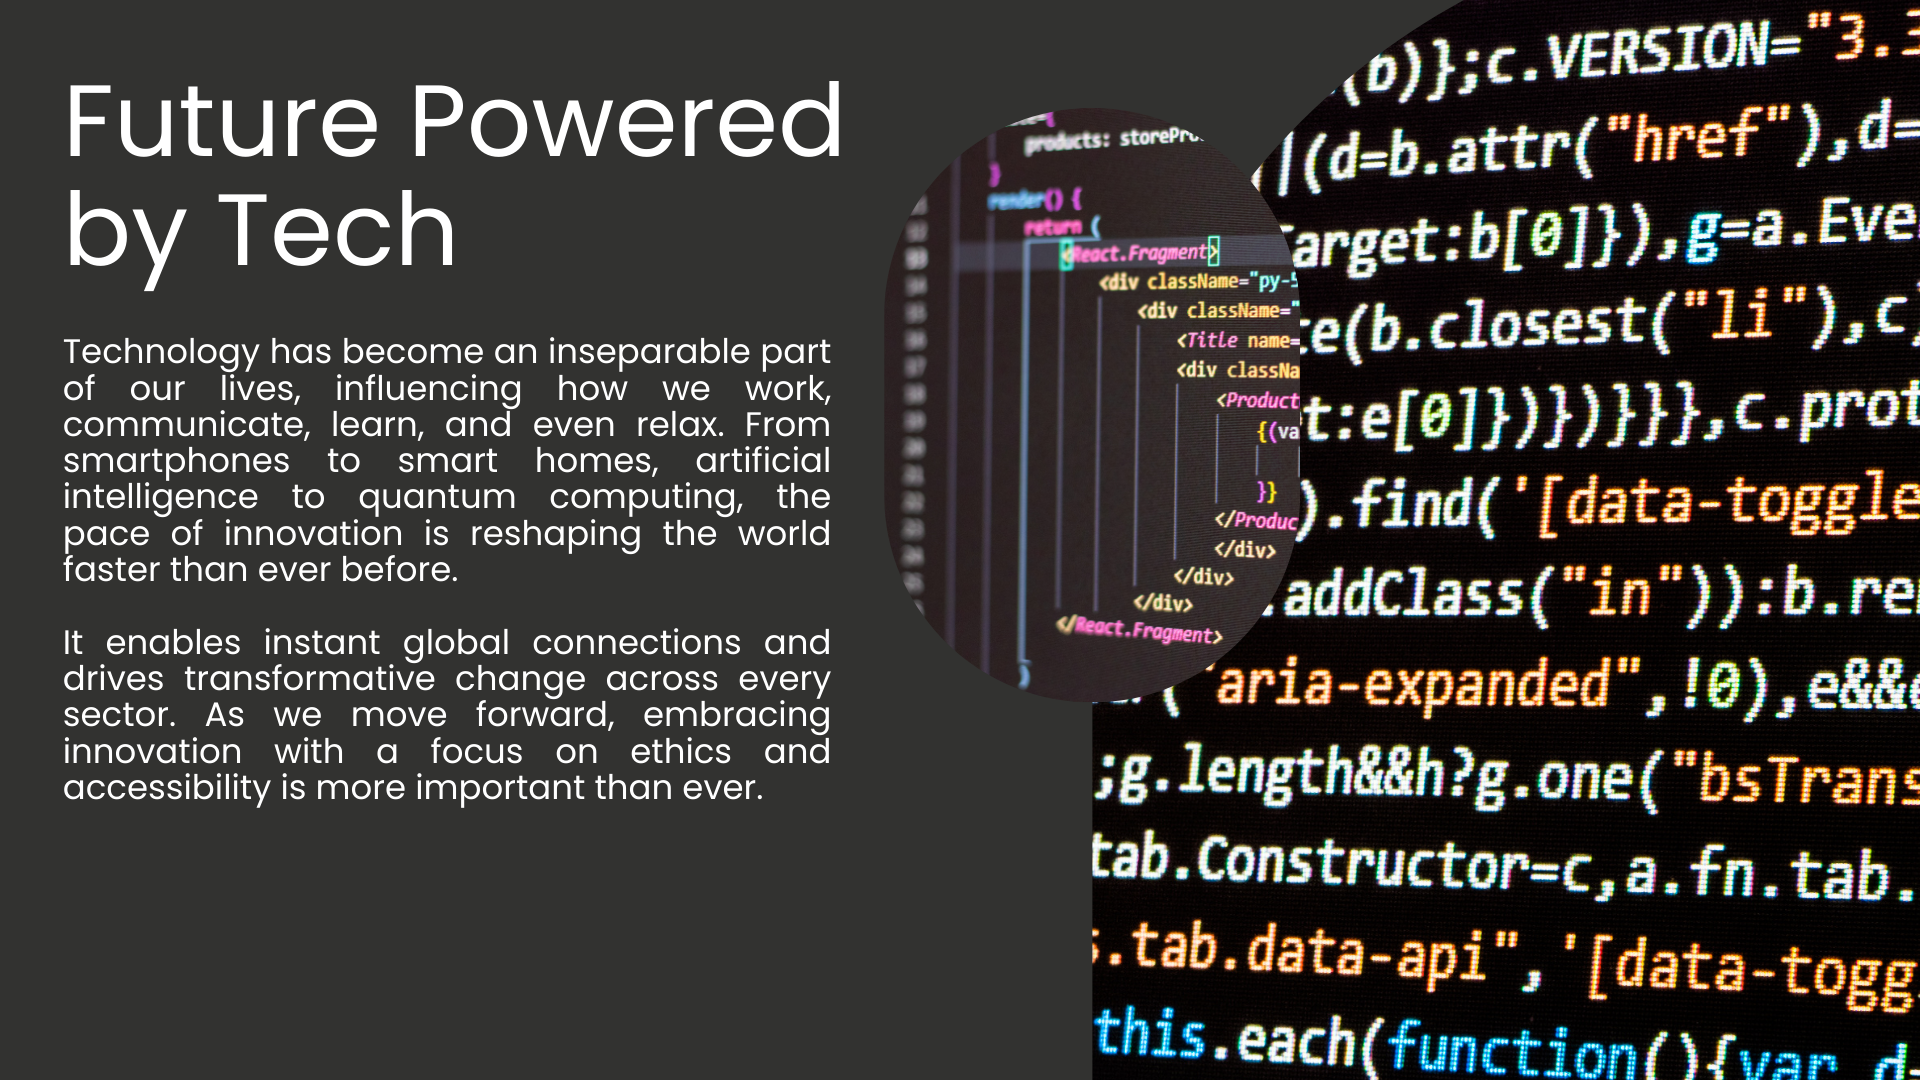 Future Powered
by Tech
Technology has become an inseparable part
of our lives, influencing how we work,
communicate, learn, and even relax. From
smartphones to smart homes, artificial
intelligence to quantum computing, the
pace of innovation is reshaping the world
faster than ever before.
It enables instant global connections and
drives transformative change across every
sector. As we move forward, embracing
innovation with a focus on ethics and
accessibility is more important than ever.
products: storePro
}
render() {
return (
<React.Fragment>
<div className="py-5
<div className="
<Title name=
<div classNa
<Product
{(va
}}
</Produc
</div>
</div>
</div>
</React.Fragment>
)
(b)};c.VERSION="3.3
|(d=b.attr("href"),d=
arget:b[0]}),g=a.Eve
te(b.closest("li"),c
t:e[0]})})}}},c.prot
).find('[data-toggle
.addClass("in")):b.re
("aria-expanded",!0),e&&
;g.length&&h?g.one("bsTrans
tab.Constructor=c,a.fn.tab.
s.tab.data-api",'[data-togg
this.each(function(){var d=